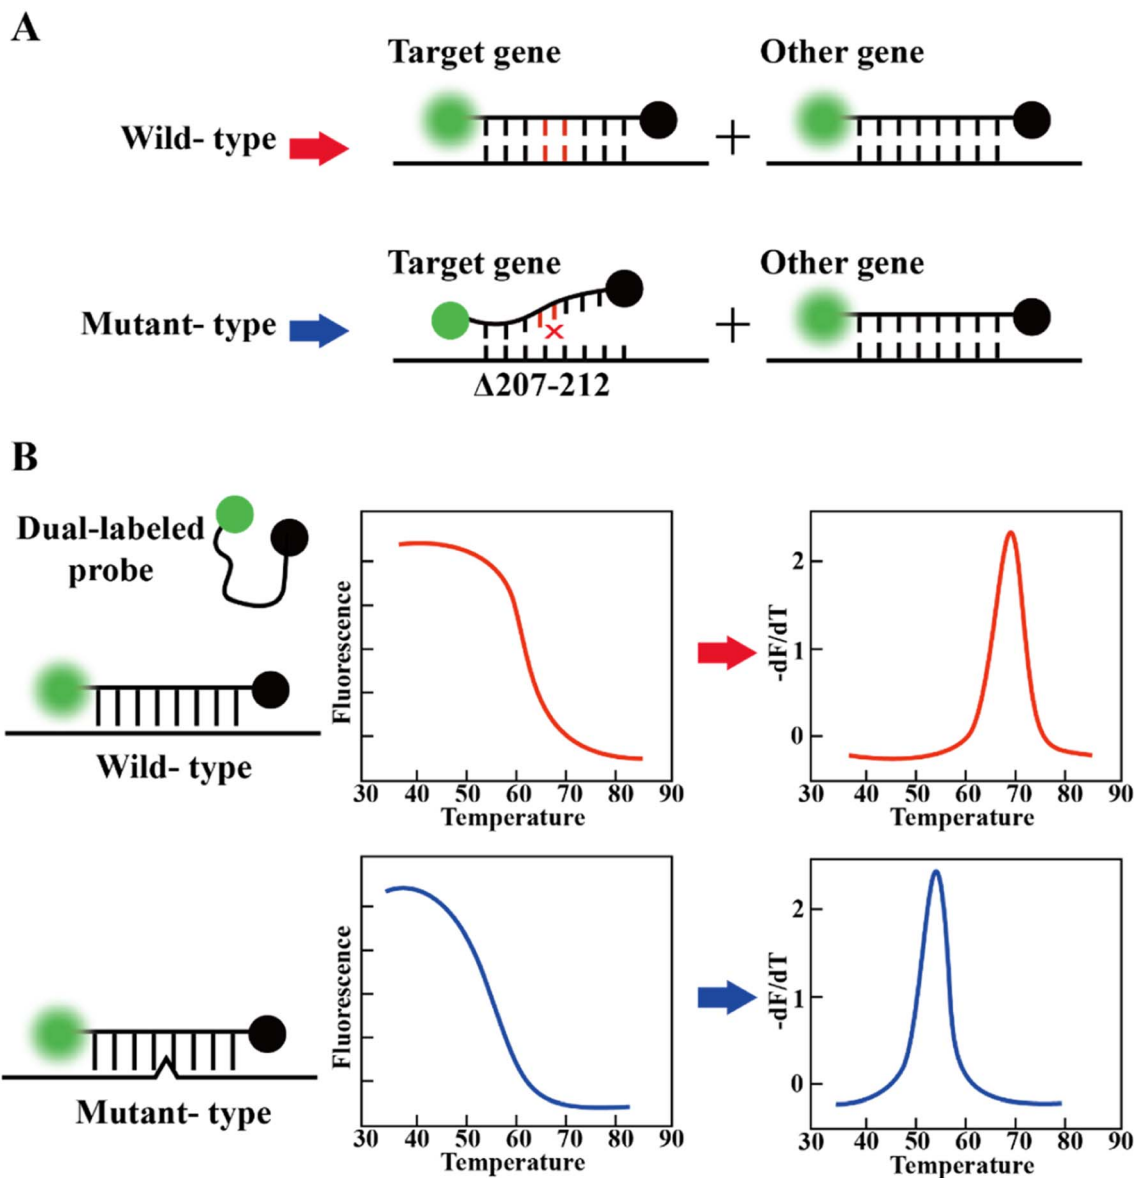 A
Target gene
Other gene
Wild- type
+
Target gene
Other gene
Mutant- type
×
+
Δ207-212
B
Dual-labeled
probe
Wild- type
Fluorescence
30 40 50 60 70 80 90
Temperature
-dF/dT
2
1
0
30 40 50 60 70 80 90
Temperature
Mutant- type
Fluorescence
30 40 50 60 70 80 90
Temperature
-dF/dT
2
1
0
30 40 50 60 70 80 90
Temperature